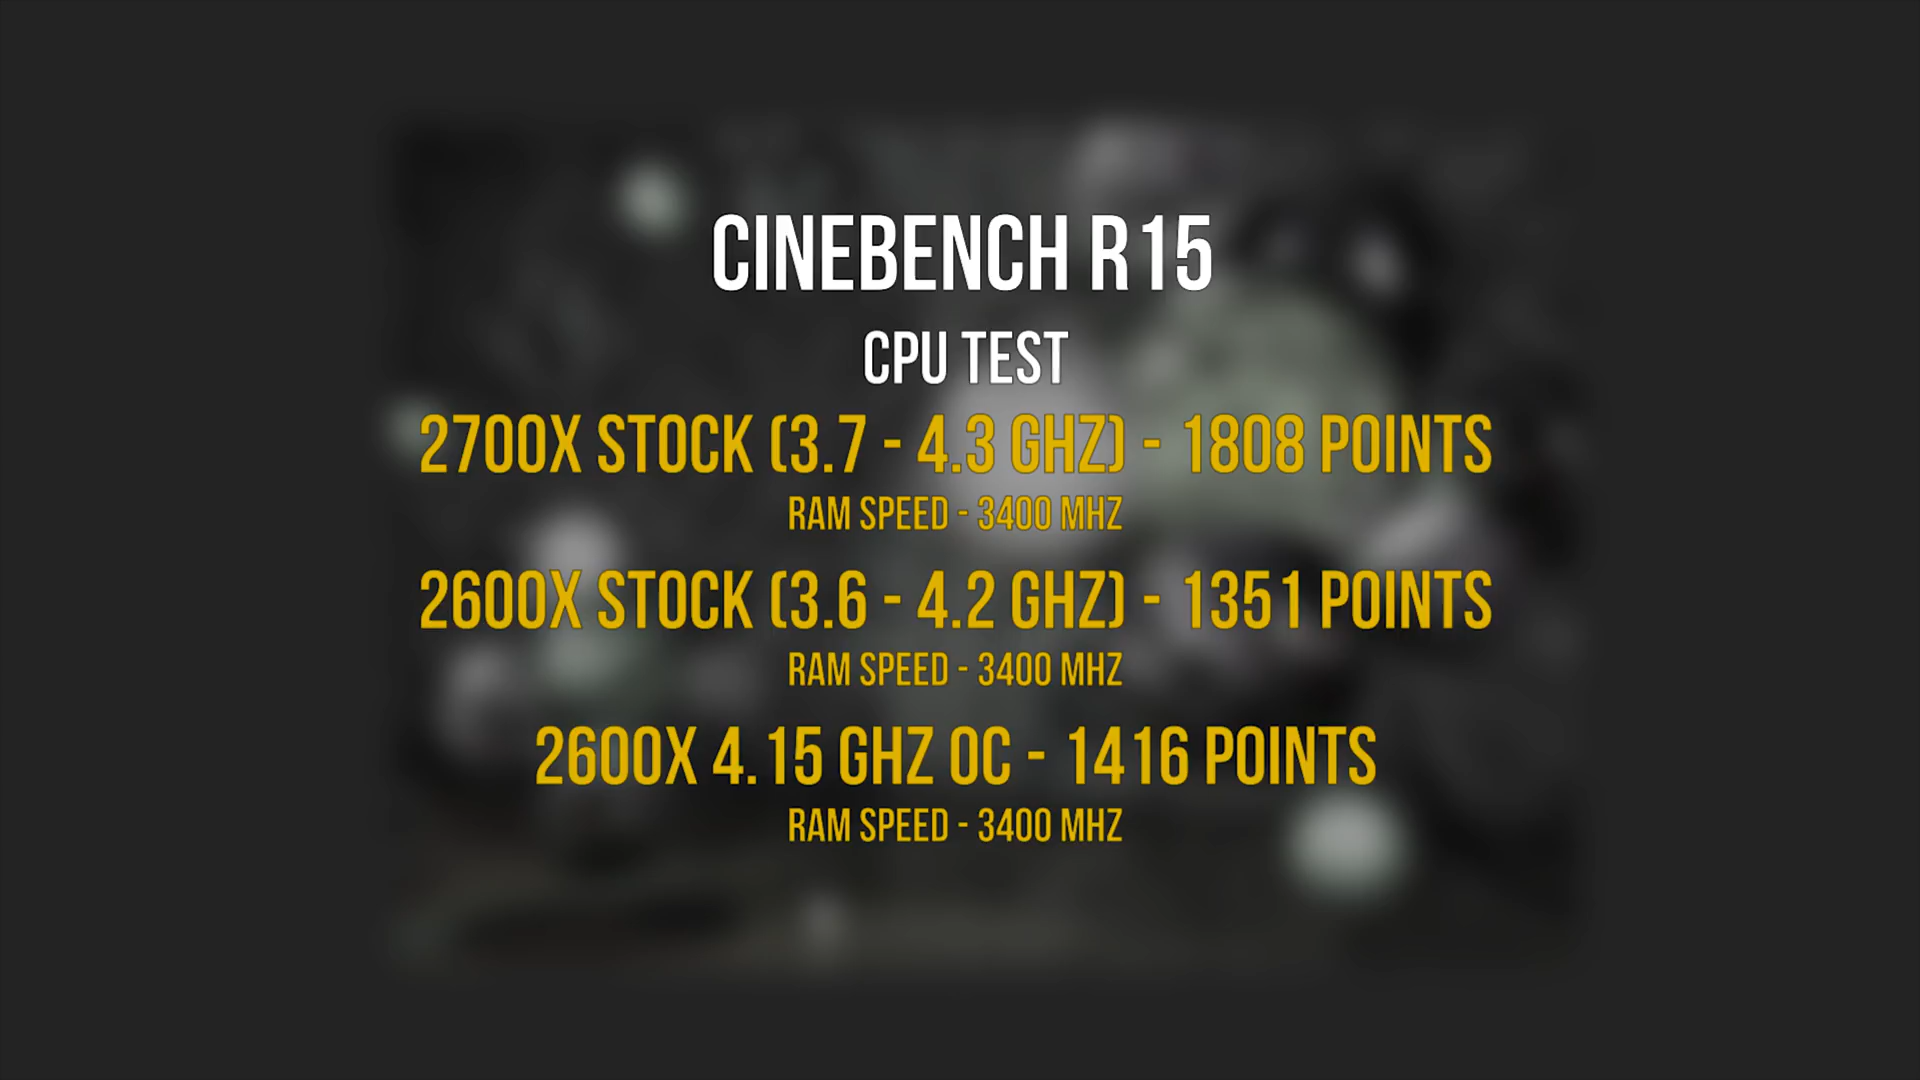 CINEBENCH R15
CPU TEST
2700X STOCK (3.7 - 4.3 GHZ) - 1808 POINTS
RAM SPEED - 3400 MHZ
2600X STOCK (3.6 - 4.2 GHZ) - 1351 POINTS
RAM SPEED - 3400 MHZ
2600X 4.15 GHZ OC - 1416 POINTS
RAM SPEED - 3400 MHZ